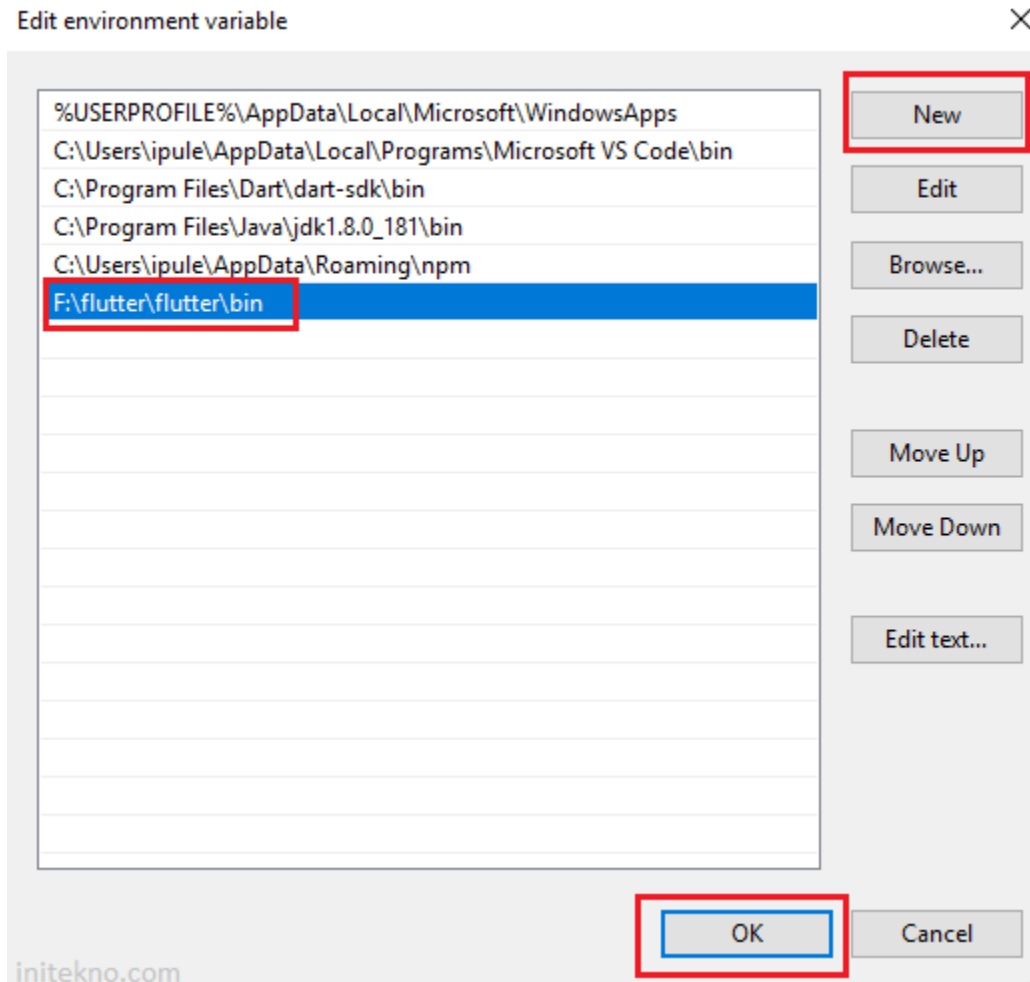 Edit environment variable
%USERPROFILE%\AppData\Local\Microsoft\WindowsApps
C:\Users\ipule\AppData\Local\Programs\Microsoft VS Code\bin
C:\Program Files\Dart\dart-sdk\bin
C:\Program Files\Java\jdk1.8.0_181\bin
C:\Users\ipule\AppData\Roaming\npm
F:\flutter\flutter\bin
New
Edit
Browse...
Delete
Move Up
Move Down
Edit text...
OK
Cancel
initekno.com